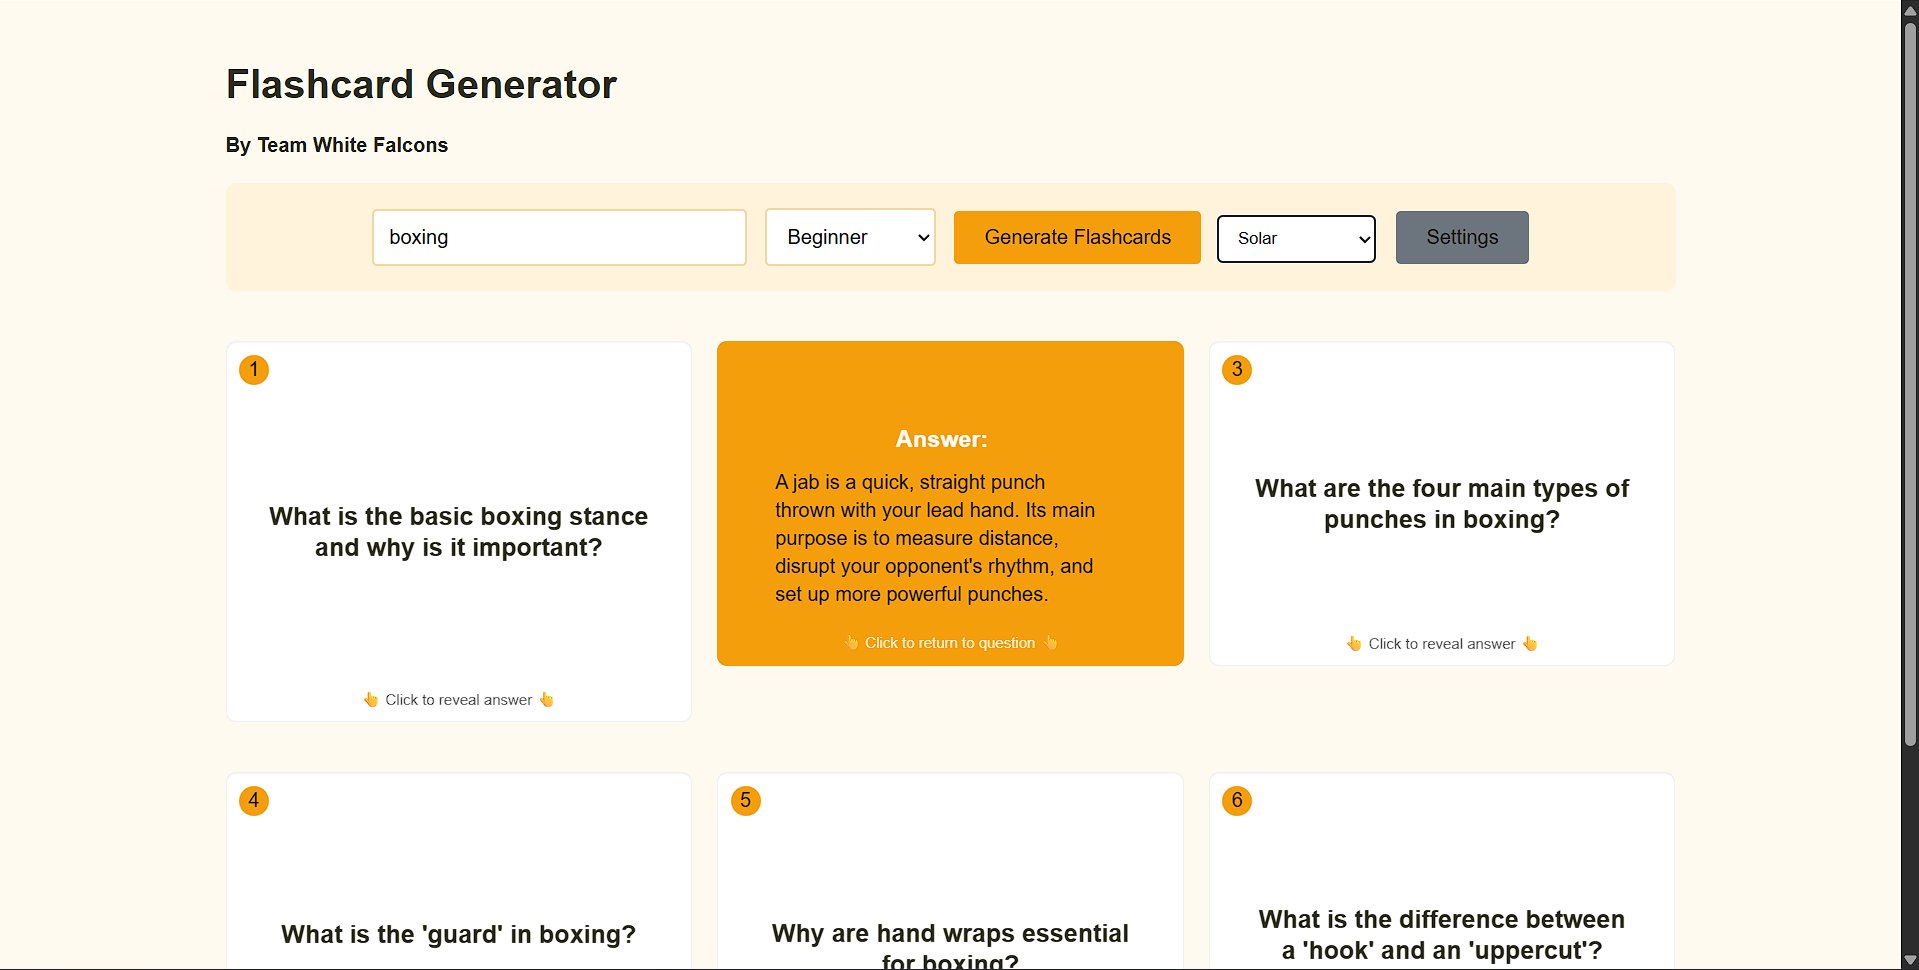 Flashcard Generator
By Team White Falcons
boxing
Beginner
Generate Flashcards
Solar
Settings
1
What is the basic boxing stance
and why is it important?
👆 Click to reveal answer 👆
Answer:
A jab is a quick, straight punch
thrown with your lead hand. Its main
purpose is to measure distance,
disrupt your opponent's rhythm, and
set up more powerful punches.
👆 Click to return to question 👆
3
What are the four main types of
punches in boxing?
👆 Click to reveal answer 👆
4
What is the 'guard' in boxing?
5
Why are hand wraps essential
for boxing?
6
What is the difference between
a 'hook' and an 'uppercut'?